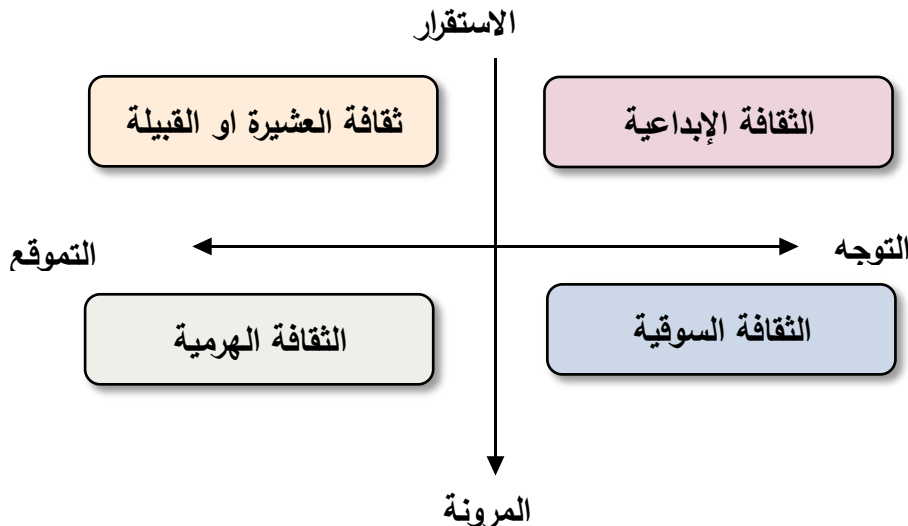 الاستقرار
الثقافة الإبداعية
ثقافة العشيرة او القبيلة
التوجه
التموقع
الثقافة السوقية
الثقافة الهرمية
المرونة